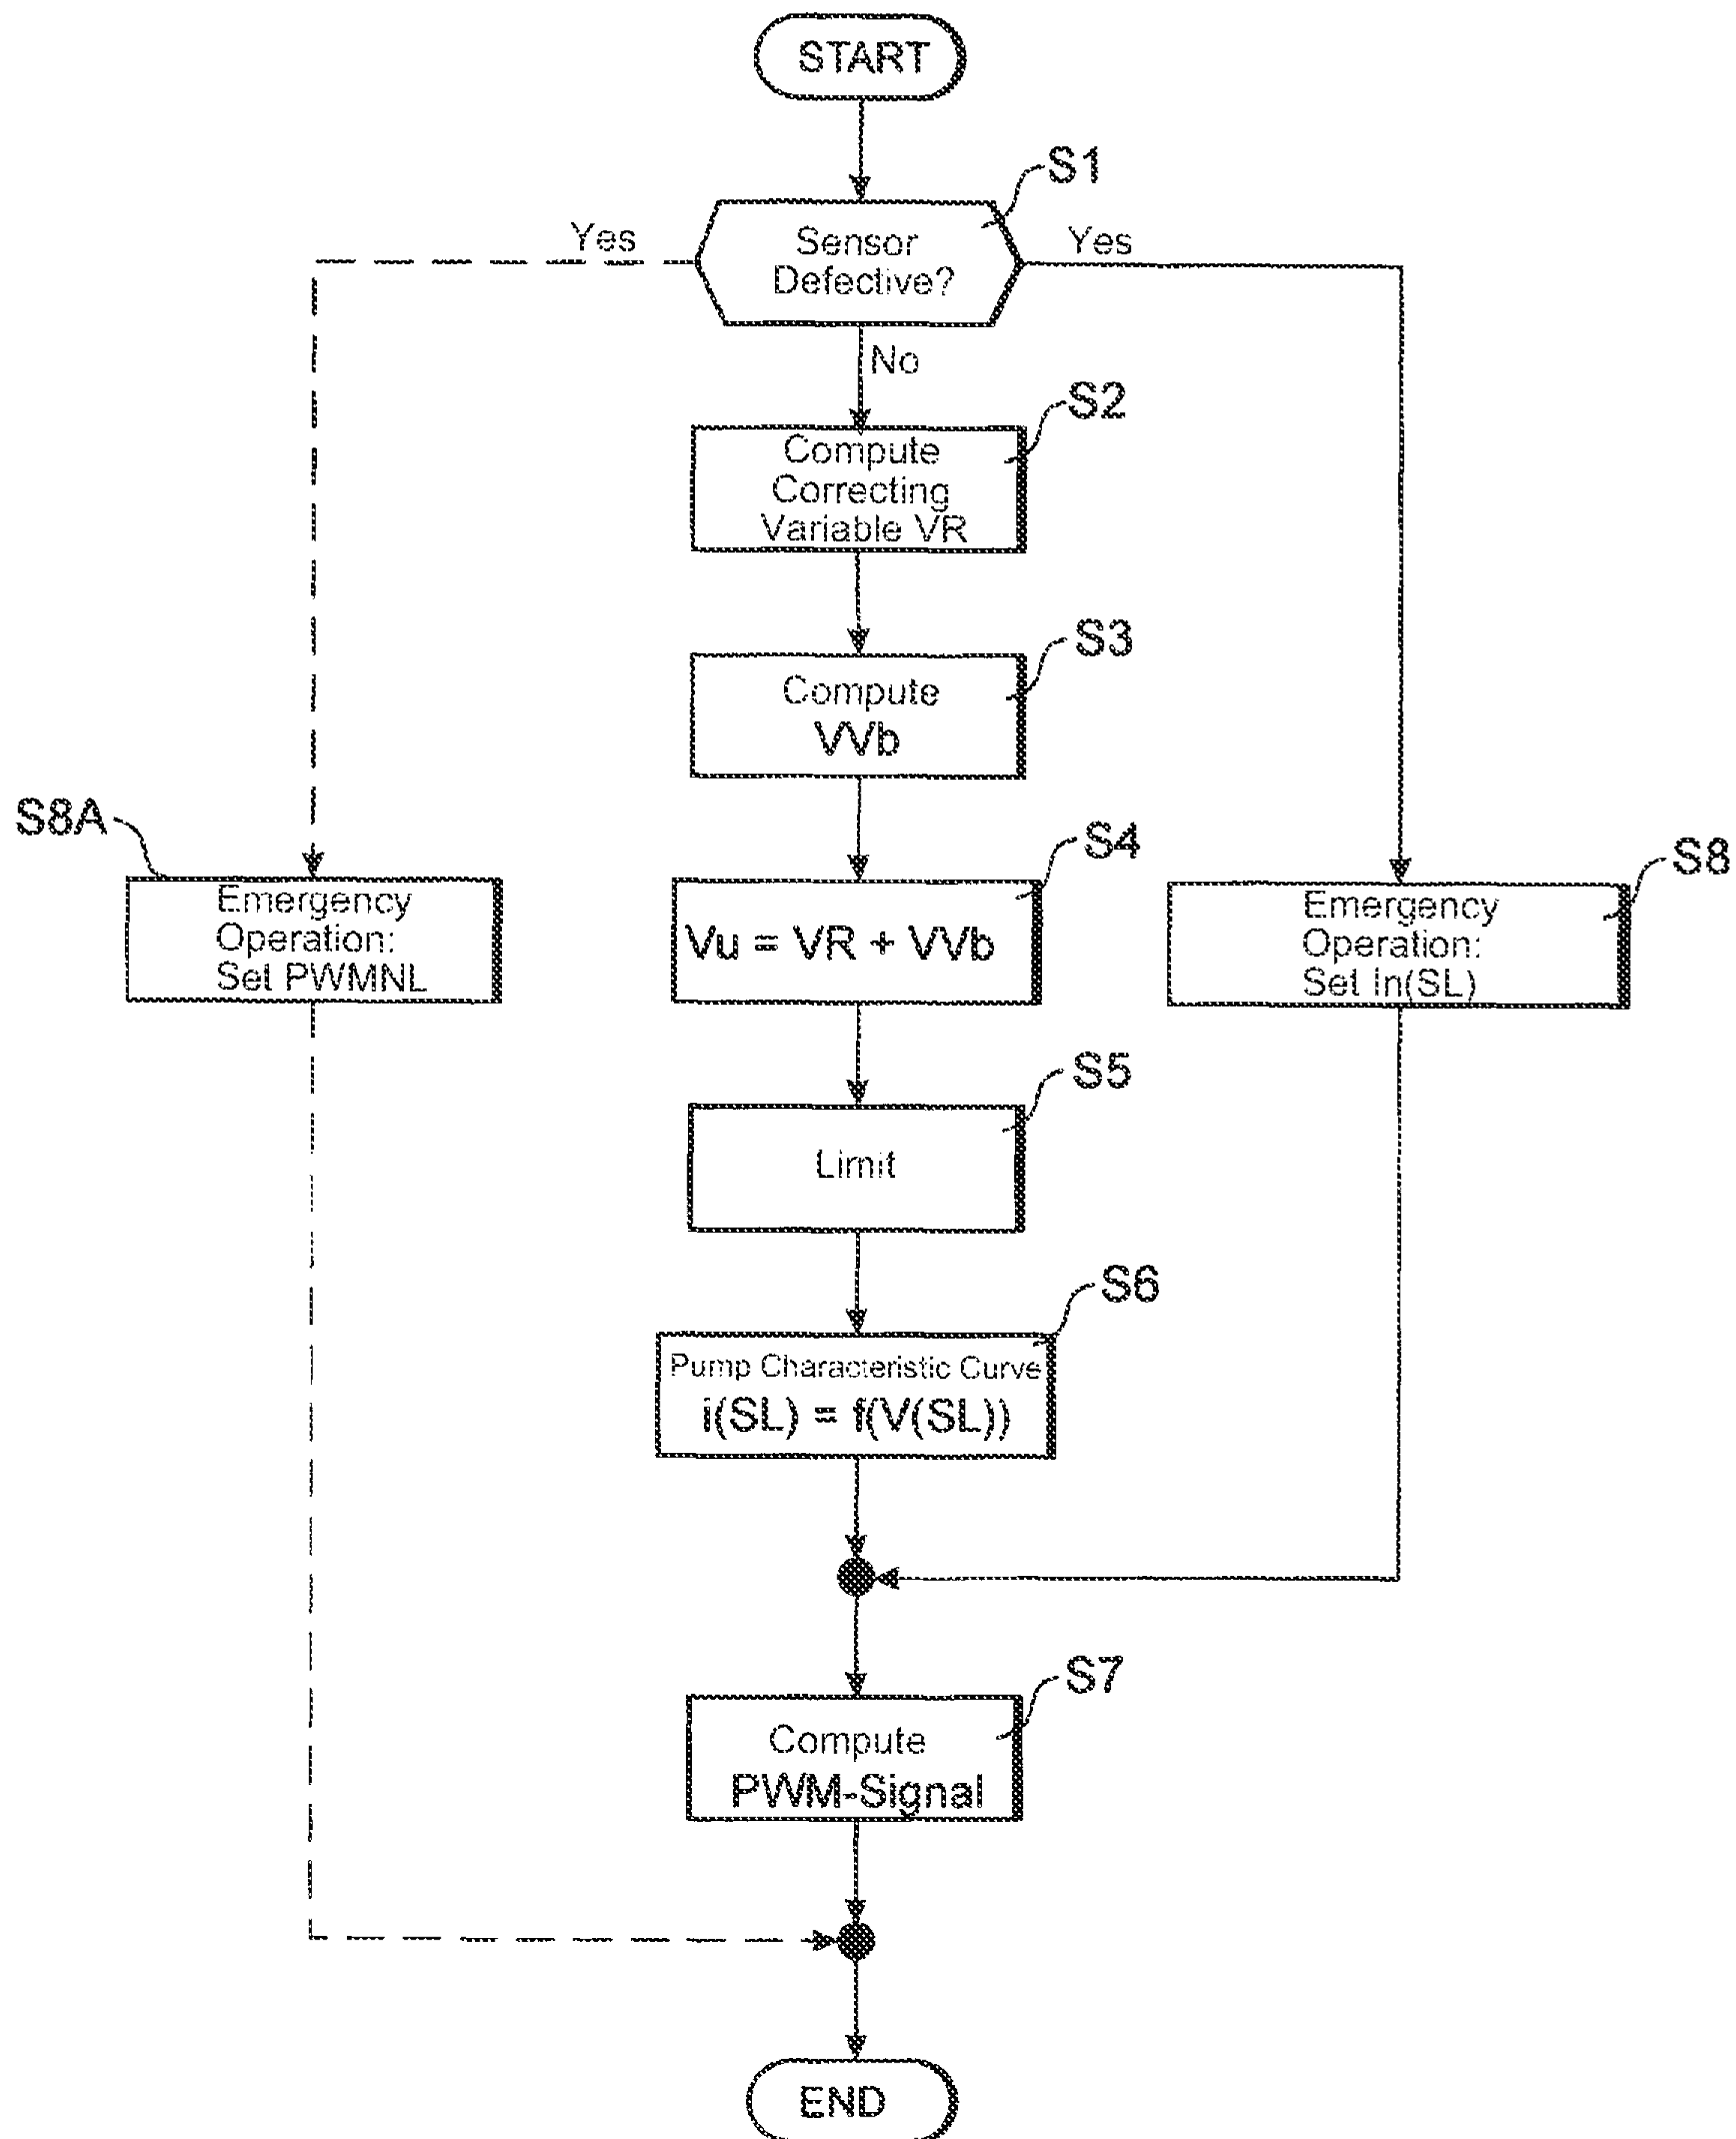 START
S1
Yes
Sensor
Defective?
Yes
No
S2
Compute
Correcting
Variable VR
S3
Compute
VVb
S8A
Emergency
Operation:
Set PWMNL
S4
Vu = VR + VVb
S8
Emergency
Operation:
Set In(SL)
S5
Limit
S6
Pump Characteristic Curve
i(SL) = f(V(SL))
S7
Compute
PWM-Signal
END